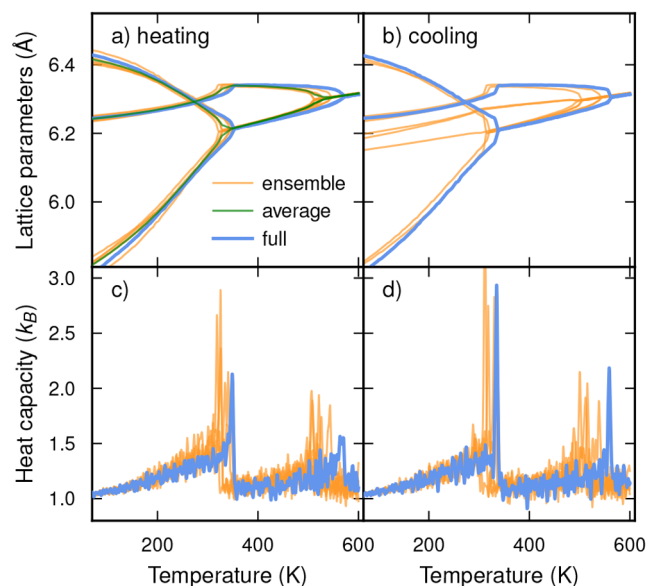 a) heating
b) cooling
Lattice parameters (Å)
6.4
6.2
6.0
ensemble
average
full
c)
d)
Heat capacity (k_B)
3.0
2.5
2.0
1.5
1.0
200
400
600
200
400
600
Temperature (K)
Temperature (K)